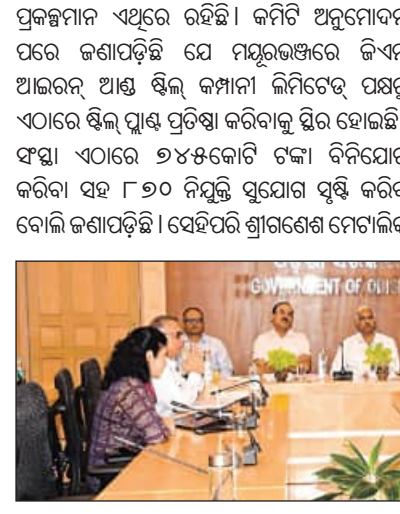 ପ୍ରକଳ୍ପମାନ ଏଥିରେ ରହିଛି। କମିଟି ଅନୁମୋଦନ
ପରେ ଜଣାପଡ଼ିଛି ଯେ ମୟୂରଭଞ୍ଜରେ ଜିଏନ
ଆଇରନ୍ ଆଣ୍ଡ ଷ୍ଟିଲ୍ କମ୍ପାନୀ ଲିମିଟେଡ୍ ପକ୍ଷରୁ
ଏଠାରେ ଷ୍ଟିଲ୍ ପ୍ଲାଣ୍ଟ ପ୍ରତିଷ୍ଠା କରିବାକୁ ସ୍ଥିର ହୋଇଛି
ସଂସ୍ଥା ଏଠାରେ ୭୪୫କୋଟି ଟଙ୍କା ବିନିଯୋଗ
କରିବା ସହ ୮୭୦ ନିଯୁକ୍ତି ସୁଯୋଗ ସୃଷ୍ଟି କରିବ
ବୋଲି ଜଣାପଡ଼ିଛି । ସେହିପରି ଶ୍ରୀଗଣେଶ ମେଟାଲିକ
GOVERNMENT OF ODIS